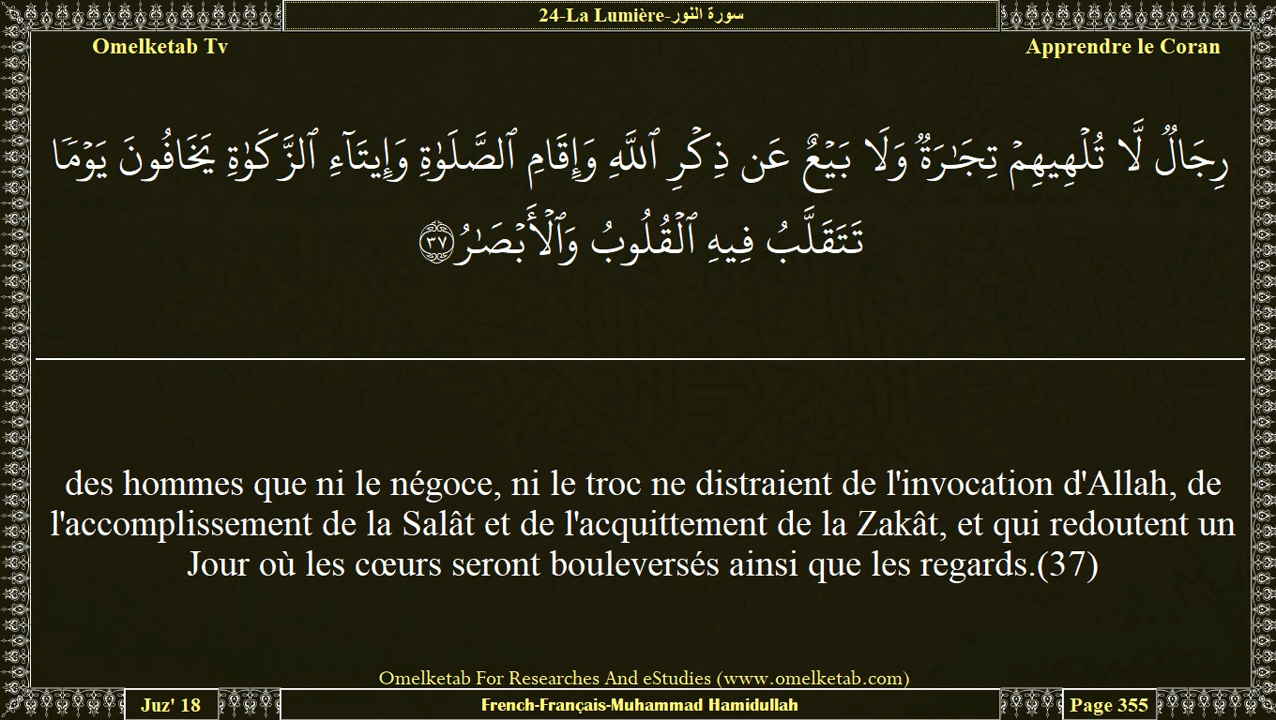 24-La Lumière-سورة النور
Omelketab Tv
Apprendre le Coran
رِجَالٌۭ لَّا تُلْهِيهِمْ تِجَٰرَةٌۭ وَلَا بَيْعٌ عَن ذِكْرِ ٱللَّهِ وَإِقَامِ ٱلصَّلَوٰةِ وَإِيتَآءِ ٱلزَّكَوٰةِ يَخَافُونَ يَوْمًۭا
تَتَقَلَّبُ فِيهِ ٱلْقُلُوبُ وَٱلْأَبْصَٰرُ ٣٧
des hommes que ni le négoce, ni le troc ne distraient de l'invocation d'Allah, de
l'accomplissement de la Salât et de l'acquittement de la Zakât, et qui redoutent un
Jour où les cœurs seront bouleversés ainsi que les regards.(37)
Omelketab For Researches And eStudies (www.omelketab.com)
Juz' 18
French-Français-Muhammad Hamidullah
Page 355